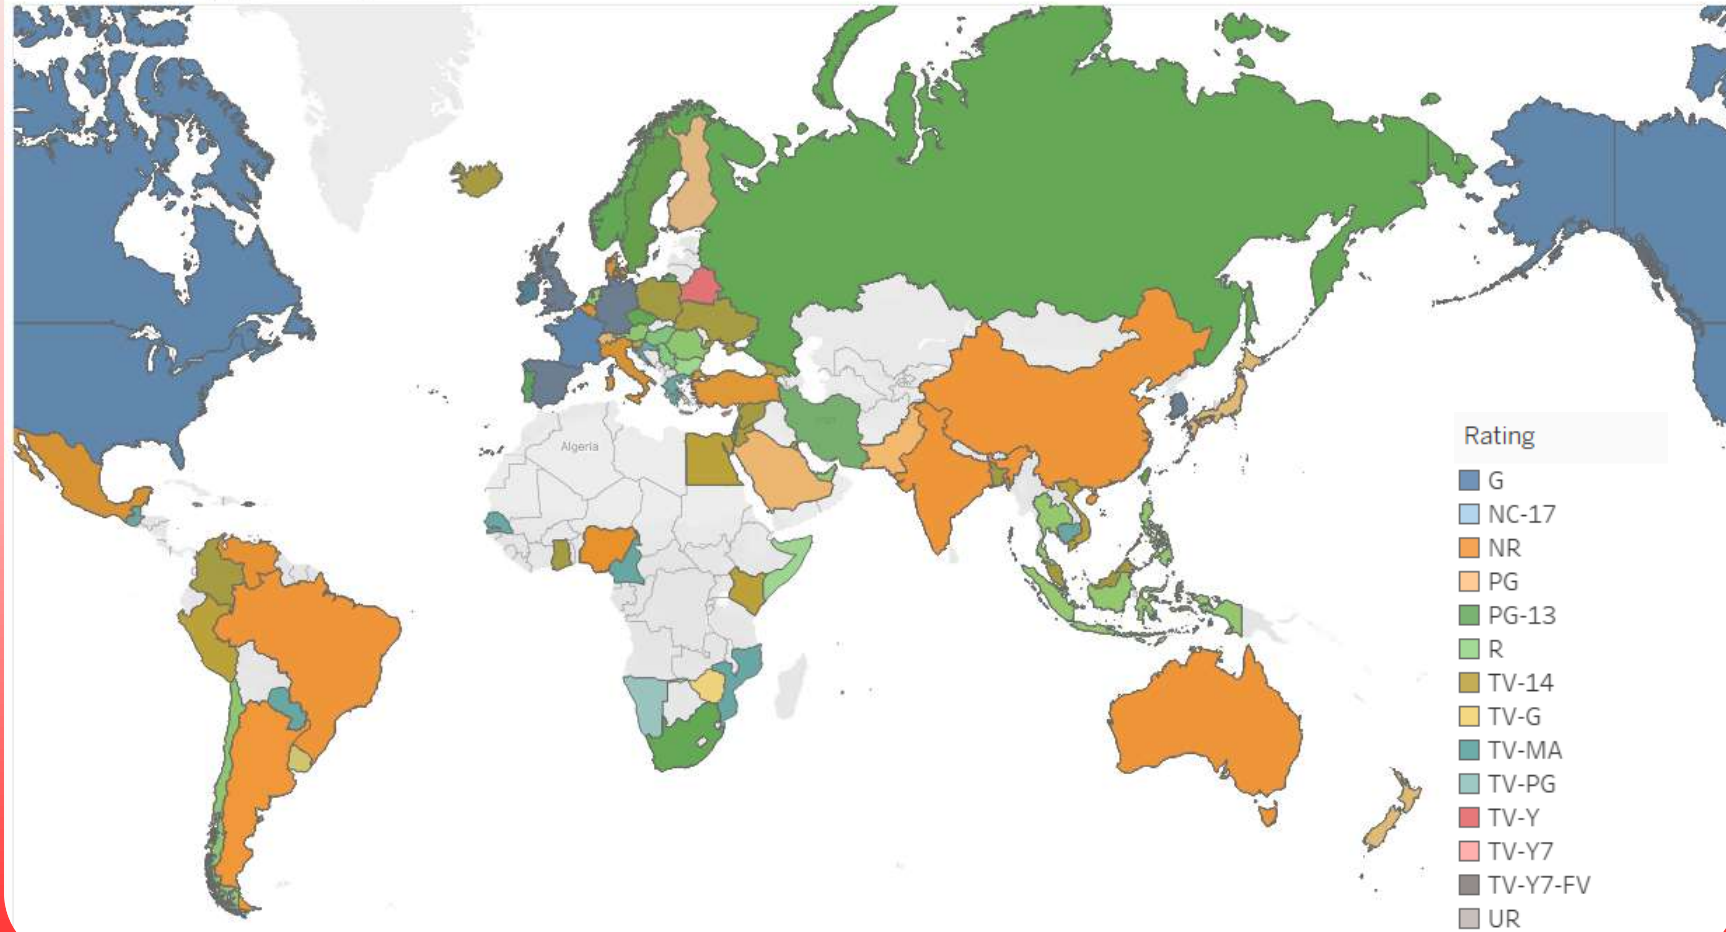 Algeria
Rating
G
NC-17
NR
PG
PG-13
R
TV-14
TV-G
TV-MA
TV-PG
TV-Y
TV-Y7
TV-Y7-FV
UR